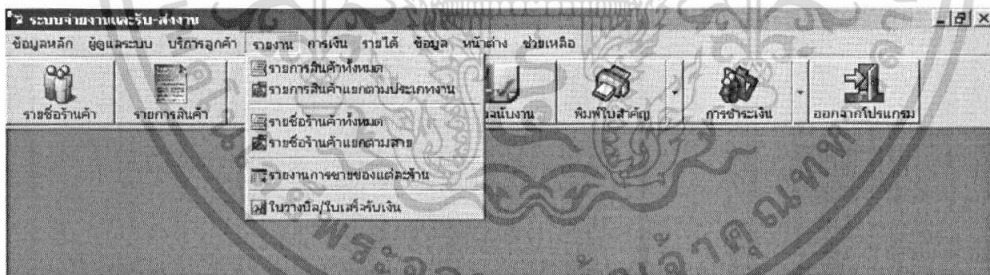 ระบบจ่ายงานและรับ-ส่งงาน
ข้อมูลหลัก ผู้ดูแลระบบ บริการลูกค้า รายงาน การเงิน รายได้ ข้อมูล หน้าต่าง ช่วยเหลือ
รายการสินค้าทั้งหมด
รายการสินค้าแยกตามประเภทงาน
รายชื่อร้านค้าทั้งหมด
รายชื่อร้านค้าแยกตามสาย
รายงานการขายของแต่ละร้าน
ใบวางบิล/ใบเสร็จรับเงิน
รายชื่อร้านค้า รายการสินค้า พิมพ์ใบสำคัญ การชำระเงิน ออกจากโปรแกรม